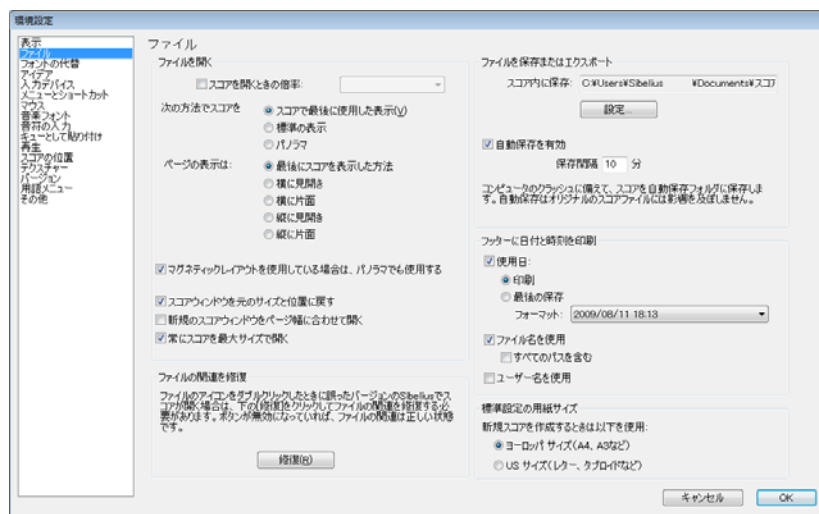 環境設定
表示
ファイル
フォントの代替
アイデア
入力デバイス
メニューとショートカット
マウス
音楽フォント
音符の入力
キューとして貼り付け
再生
スコアの位置
テクスチャー
バージョン
用語メニュー
その他
ファイル
ファイルを開く
スコアを開くときの倍率:
次の方法でスコアを
スコアで最後に使用した表示(V)
標準の表示
パノラマ
ページの表示は:
最後にスコアを表示した方法
横に見開き
横に片面
縦に見開き
縦に片面
マグネティックレイアウトを使用している場合は、パノラマでも使用する
スコアウィンドウを元のサイズと位置に戻す
新規のスコアウィンドウをページ幅に合わせて開く
常にスコアを最大サイズで開く
ファイルの関連を修復
ファイルのアイコンをダブルクリックしたときに誤ったバージョンのSibeliusでス
コアが開く場合は、下の[修復]をクリックしてファイルの関連を修復する必
要があります。ボタンが無効になっていれば、ファイルの関連は正しい状態
です。
修復(R)
ファイルを保存またはエクスポート
スコア内に保存: C:¥Users¥Sibelius ¥Documents¥スコア
設定...
自動保存を有効
保存間隔 10 分
コンピュータのクラッシュに備えて、スコアを自動保存フォルダに保存しま
す。自動保存はオリジナルのスコアファイルには影響を及ぼしません。
フッターに日付と時刻を印刷
使用日:
印刷
最後の保存
フォーマット: 2009/08/11 18:13
ファイル名を使用
すべてのパスを含む
ユーザー名を使用
標準設定の用紙サイズ
新規スコアを作成するときは以下を使用:
ヨーロッパ サイズ(A4, A3など)
US サイズ(レター、タブロイドなど)
キャンセル
OK